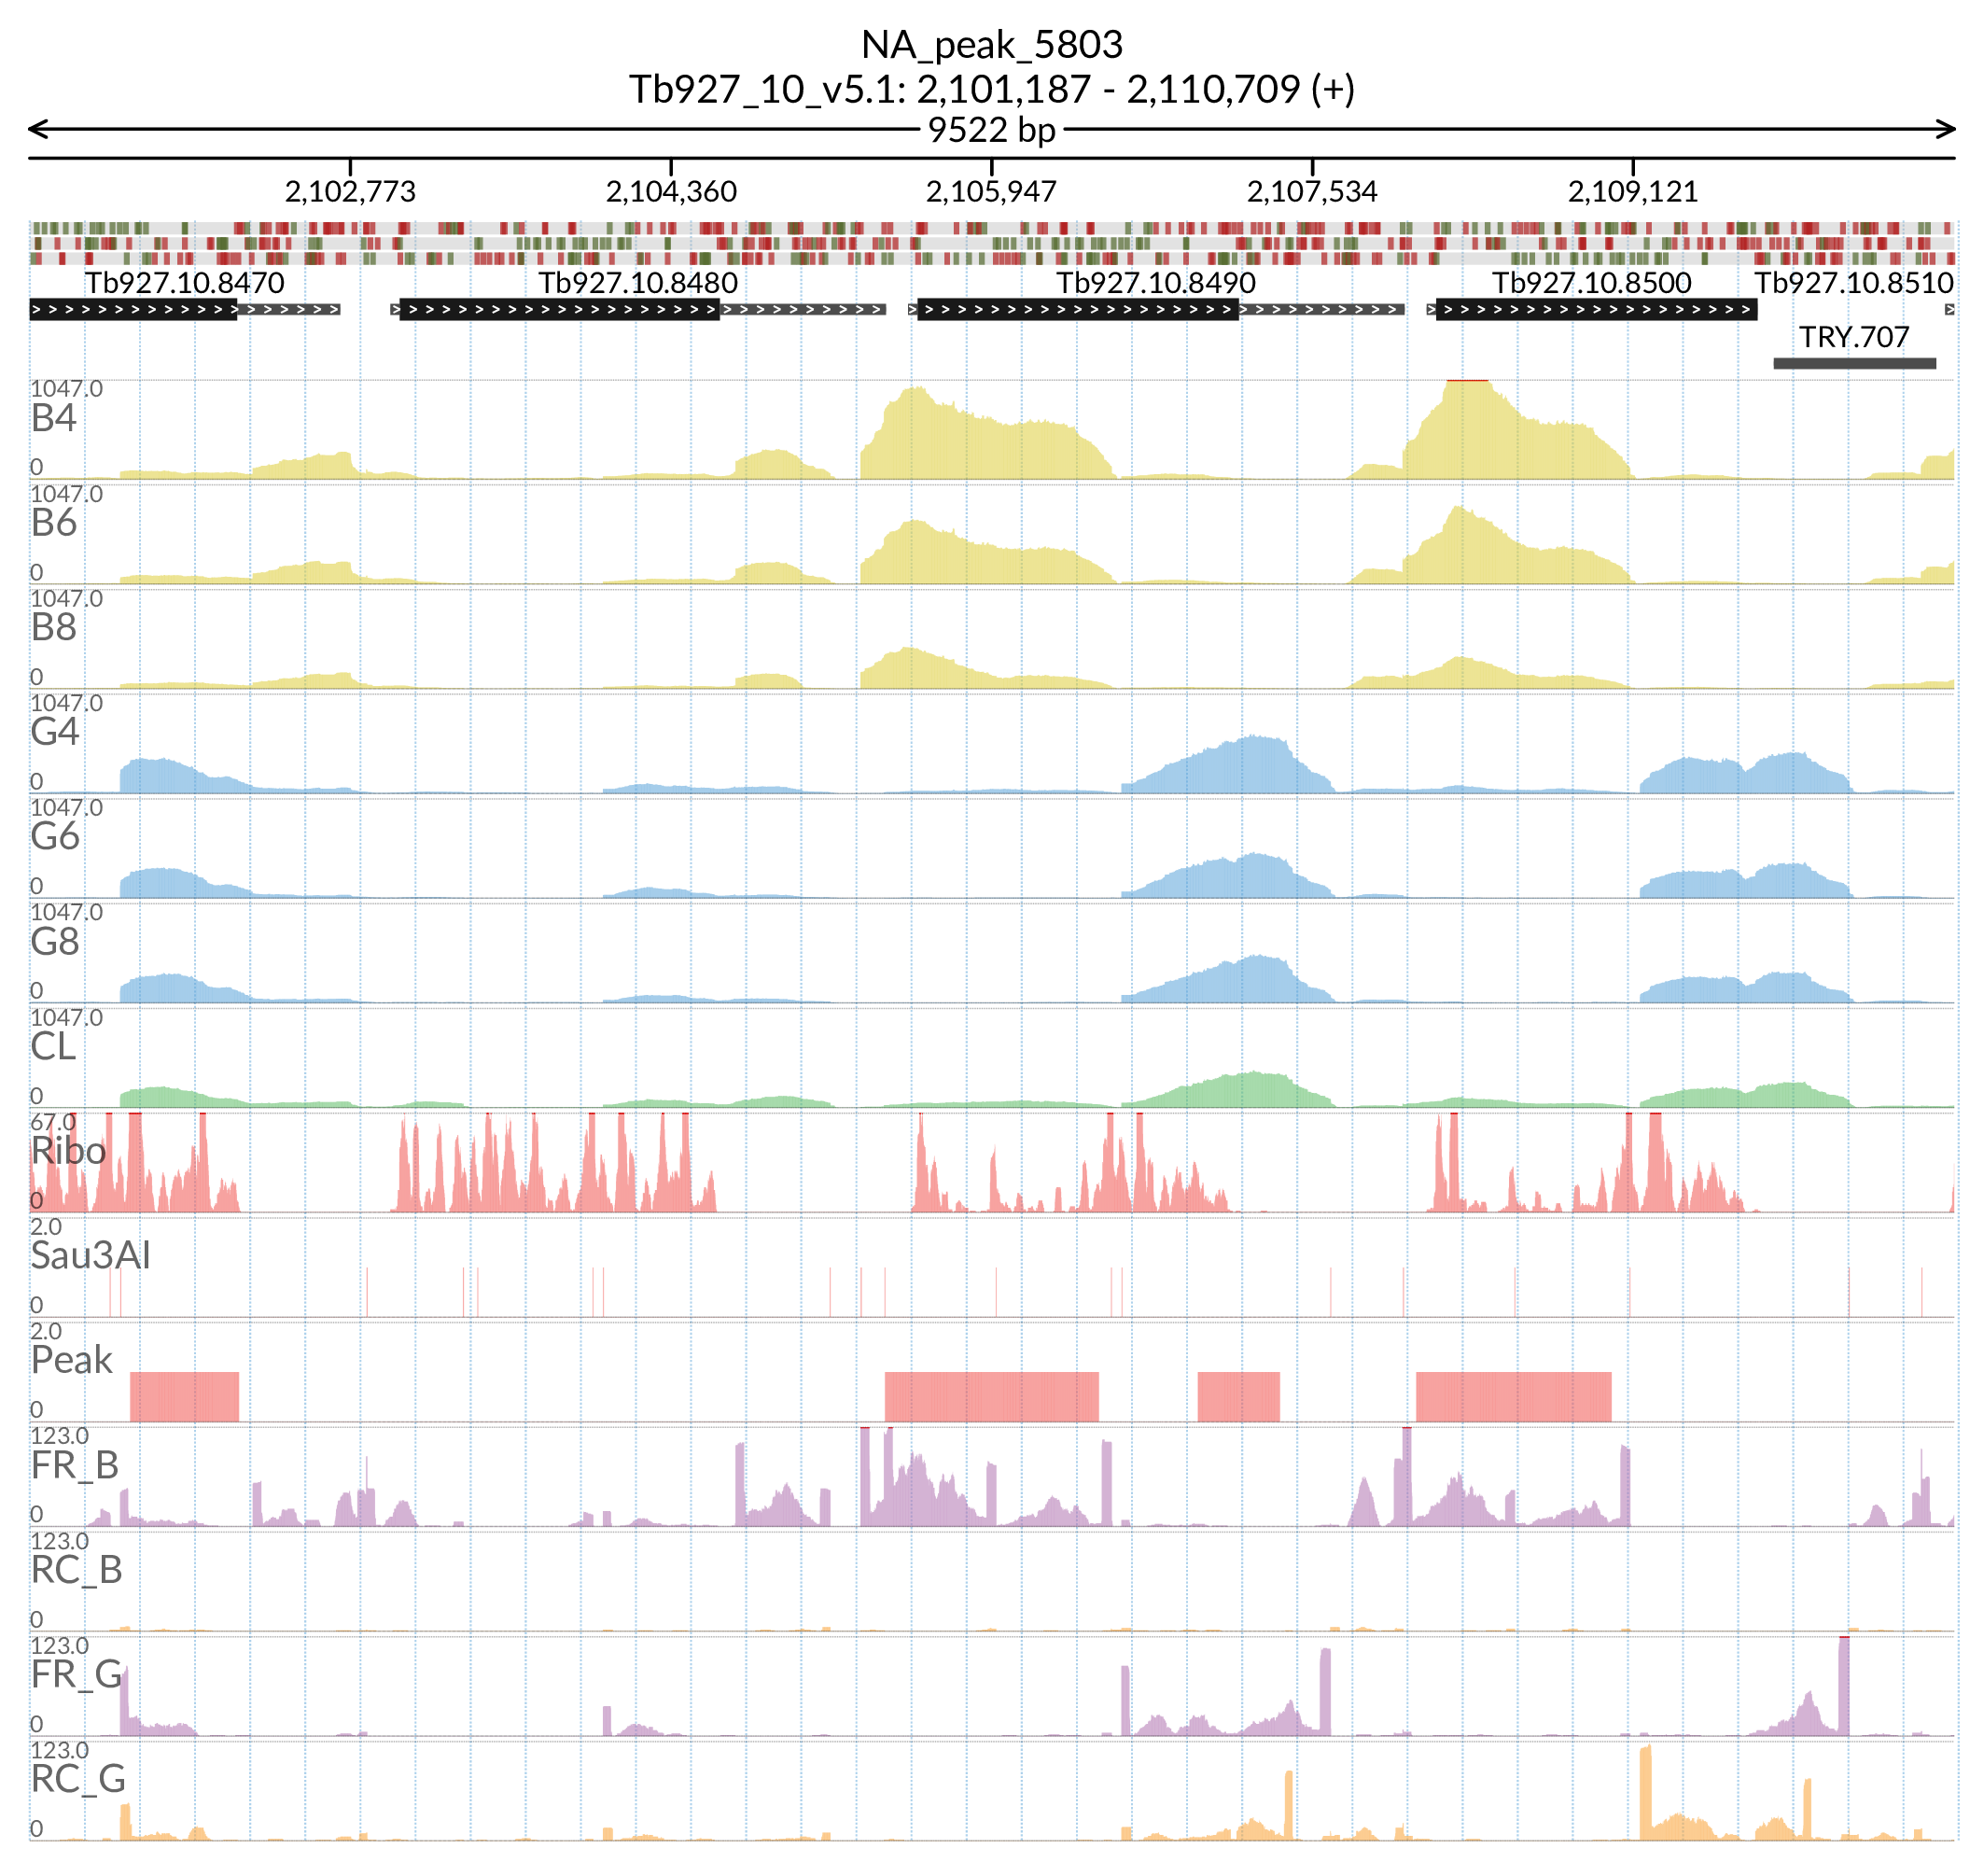 NA_peak_5803
Tb927_10_v5.1: 2,101,187 - 2,110,709 (+)
9522 bp
2,102,773 2,104,360 2,105,947 2,107,534 2,109,121
Tb927.10.8470 Tb927.10.8480 Tb927.10.8490 Tb927.10.8500 Tb927.10.8510
TRY.707
1047.0
B4
0
1047.0
B6
0
1047.0
B8
0
1047.0
G4
0
1047.0
G6
0
1047.0
G8
0
1047.0
CL
0
67.0
Ribo
0
2.0
Sau3AI
0
2.0
Peak
0
123.0
FR_B
0
123.0
RC_B
0
123.0
FR_G
0
123.0
RC_G
0